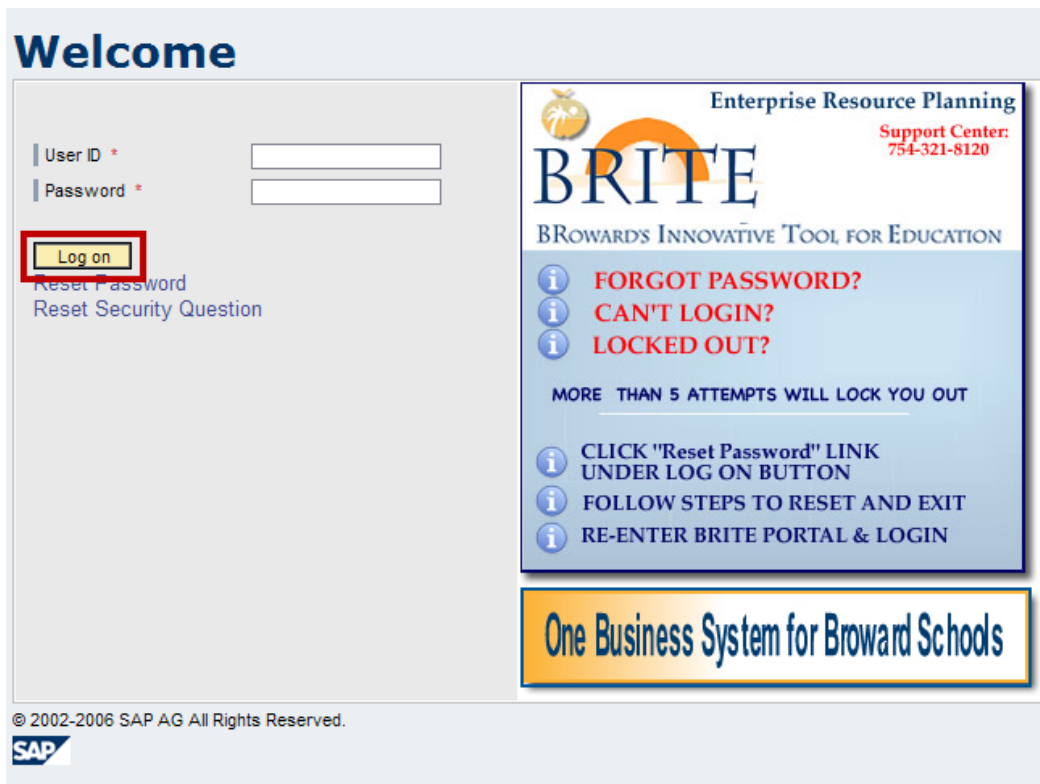 Welcome
User ID *
Password *
Log on
Reset Password
Reset Security Question
Enterprise Resource Planning
Support Center:
754-321-8120
BRITE
BROWARD'S INNOVATIVE TOOL FOR EDUCATION
FORGOT PASSWORD?
CAN'T LOGIN?
LOCKED OUT?
MORE THAN 5 ATTEMPTS WILL LOCK YOU OUT
CLICK "Reset Password" LINK
UNDER LOG ON BUTTON
FOLLOW STEPS TO RESET AND EXIT
RE-ENTER BRITE PORTAL & LOGIN
One Business System for Broward Schools
© 2002-2006 SAP AG All Rights Reserved.
SAP